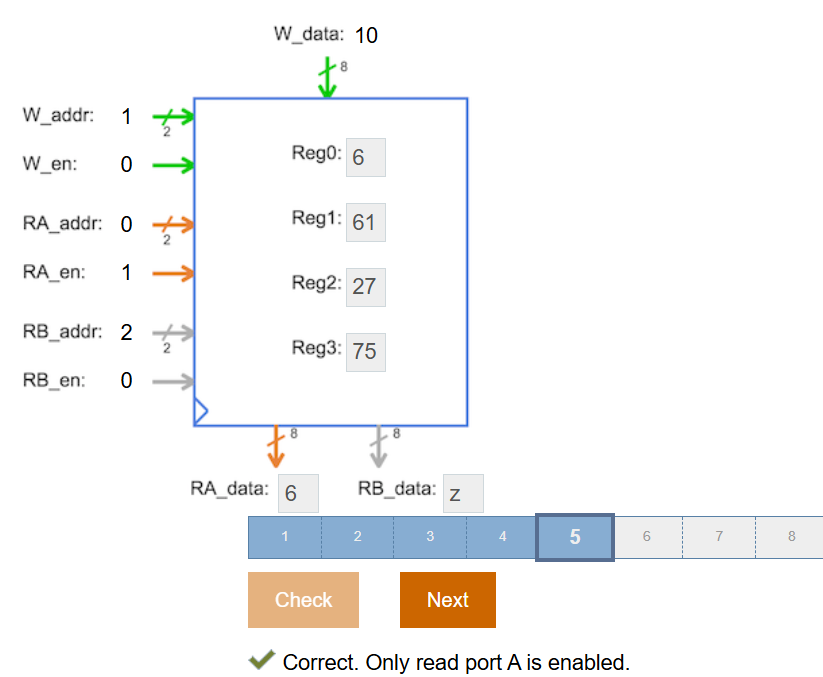 W_data: 10
8
W_addr: 1
2
W_en: 0
Reg0: 6
RA_addr: 0
2
Reg1: 61
RA_en: 1
Reg2: 27
RB_addr: 2
2
Reg3: 75
RB_en: 0
8 8
RA_data: 6 RB_data: z
1 2 3 4 5 6 7 8
Check Next
Correct. Only read port A is enabled.